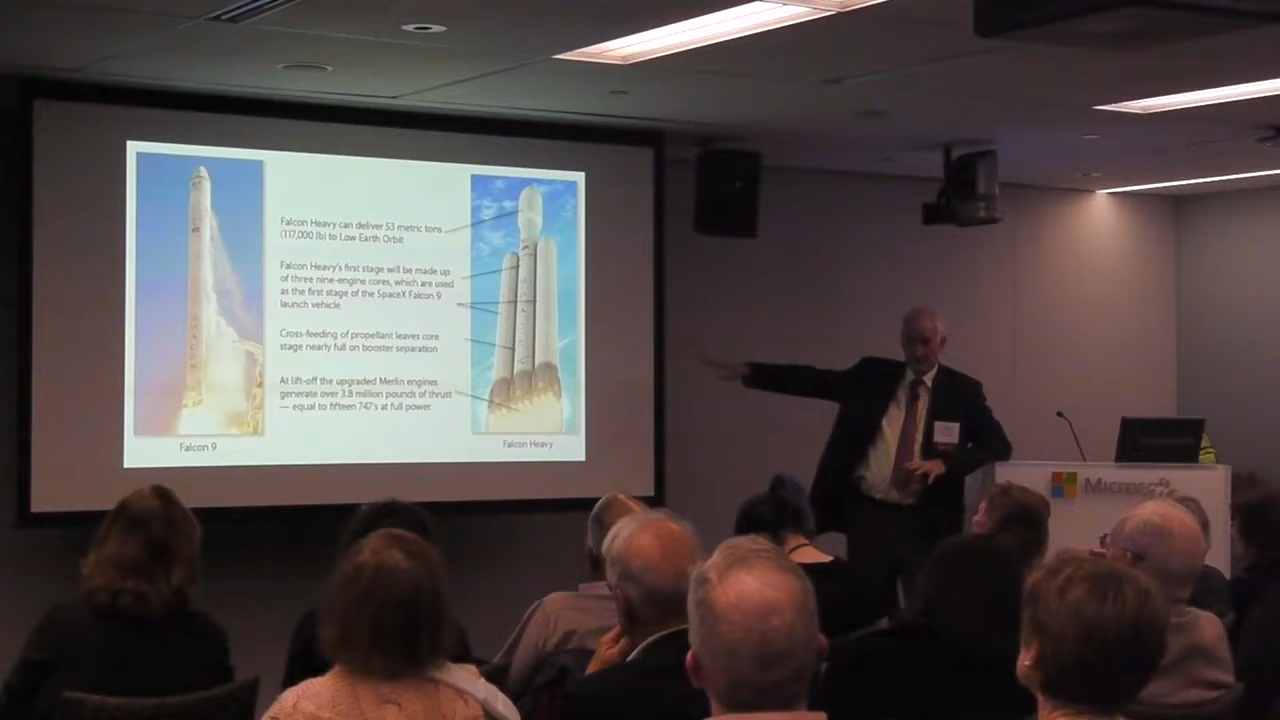 Falcon Heavy can deliver 53 metric tons
(117,000 lb) to Low Earth Orbit
Falcon Heavy's first stage will be made up
of three nine-engine cores, which are used
as the first stage of the SpaceX Falcon 9
launch vehicle.
Cross-feeding of propellant leaves core
stage nearly full on booster separation
At lift-off the upgraded Merlin engines
generate over 3.8 million pounds of thrust
— equal to fifteen 747's at full power
Falcon 9
Falcon Heavy
Microsoft